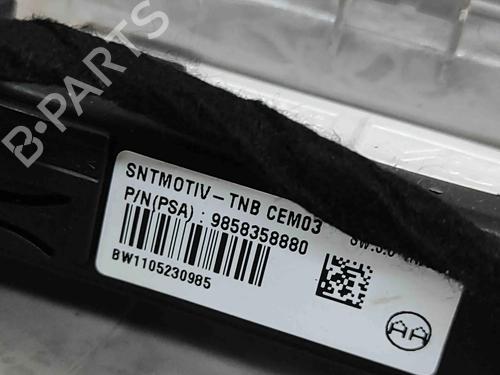 B-PARTS
SNTMOTIV-TNB CEM03
P/N(PSA) : 9858358880
BW1105230985
AA